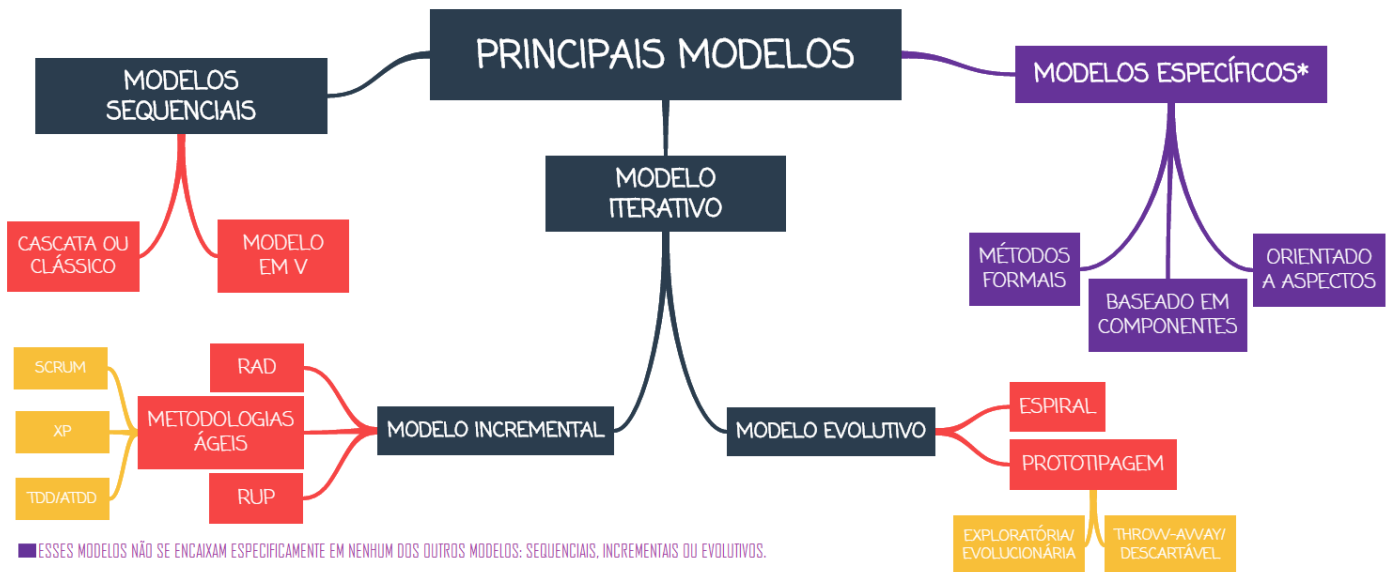 PRINCIPAIS MODELOS
MODELOS
SEQUENCIAIS
MODELOS ESPECÍFICOS*
MODELO
ITERATIVO
CASCATA OU
CLÁSSICO
MODELO
EM V
MÉTODOS
FORMAIS
BASEADO EM
COMPONENTES
ORIENTADO
A ASPECTOS
SCRUM
XP
TDD/ATDD
RAD
METODOLOGIAS
ÁGEIS
RUP
MODELO INCREMENTAL
MODELO EVOLUTIVO
ESPIRAL
PROTOTIPAGEM
EXPLORATÓRIA/
EVOLUCIONÁRIA
THROW-AWAY/
DESCARTÁVEL
ESSES MODELOS NÃO SE ENCAIXAM ESPECIFICAMENTE EM NENHUM DOS OUTROS MODELOS: SEQUENCIAIS, INCREMENTAIS OU EVOLUTIVOS.